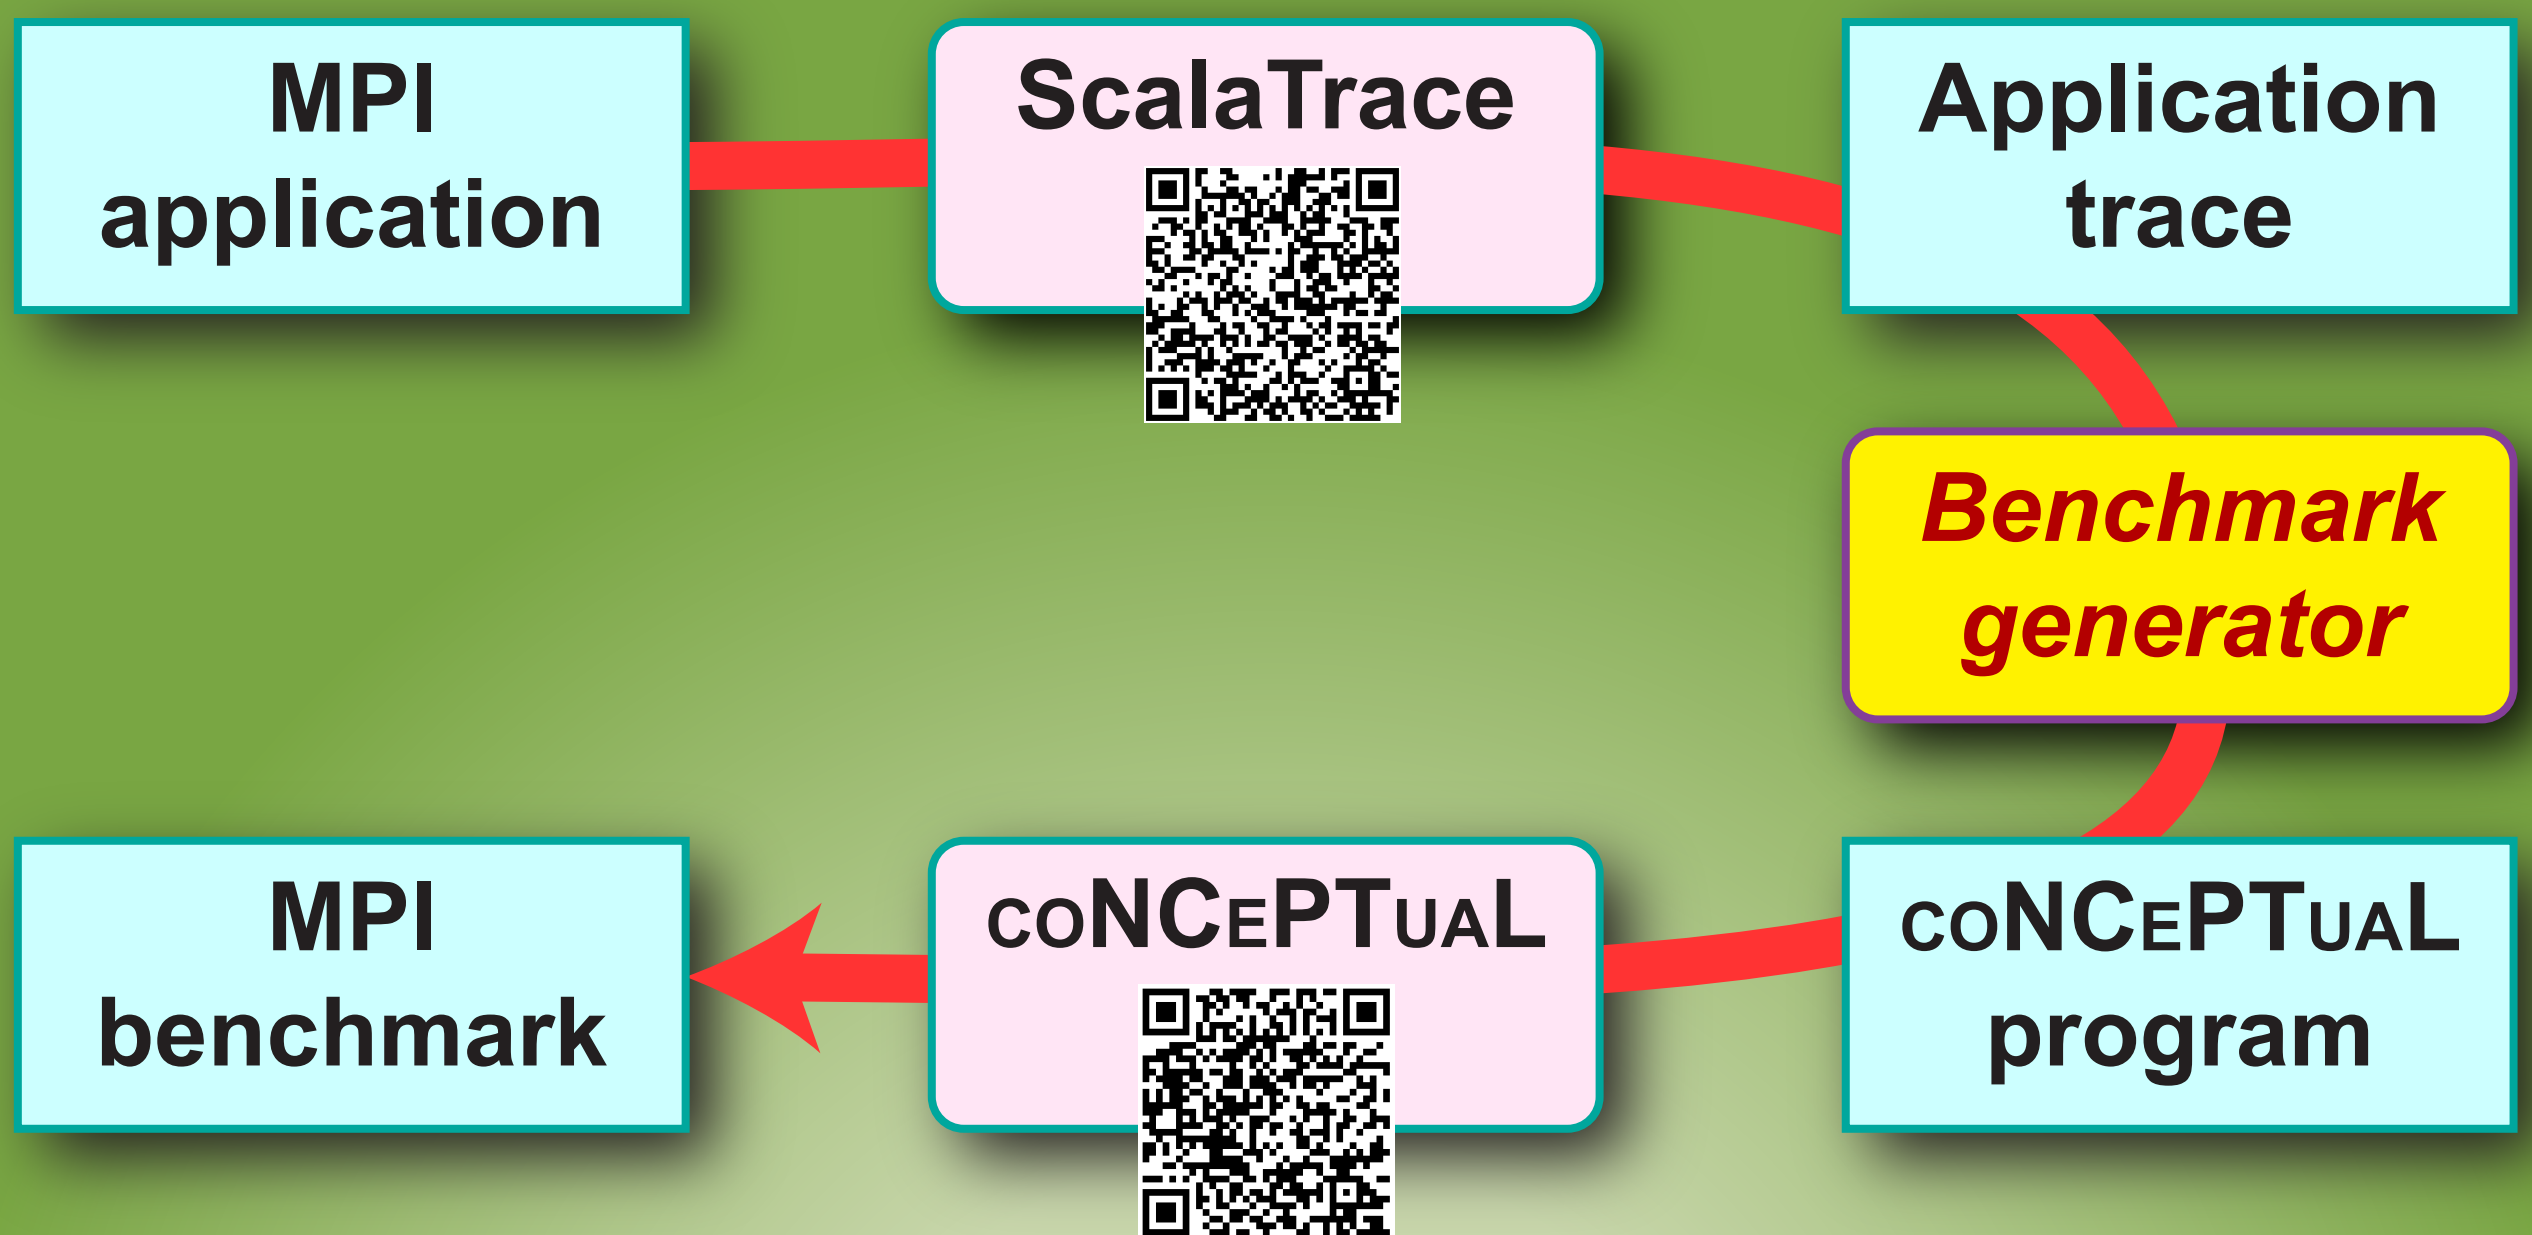 MPI
application
ScalaTrace
Application
trace
Benchmark
generator
MPI
benchmark
coNCePTuaL
coNCePTuaL
program